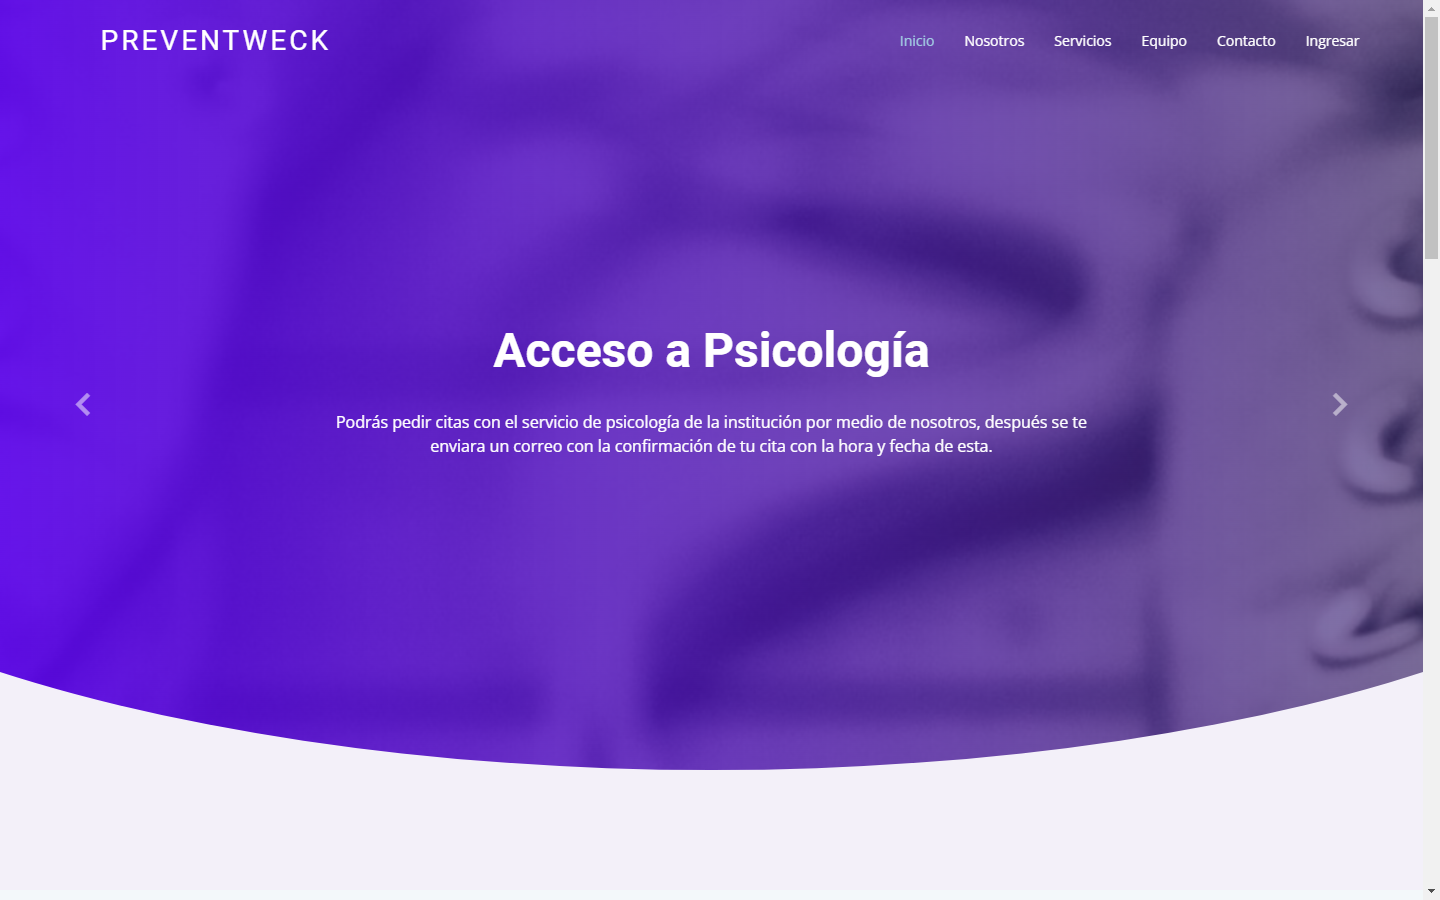 PREVENTWECK
Inicio Nosotros Servicios Equipo Contacto Ingresar
Acceso a Psicología
Podrás pedir citas con el servicio de psicología de la institución por medio de nosotros, después se te
enviara un correo con la confirmación de tu cita con la hora y fecha de esta.